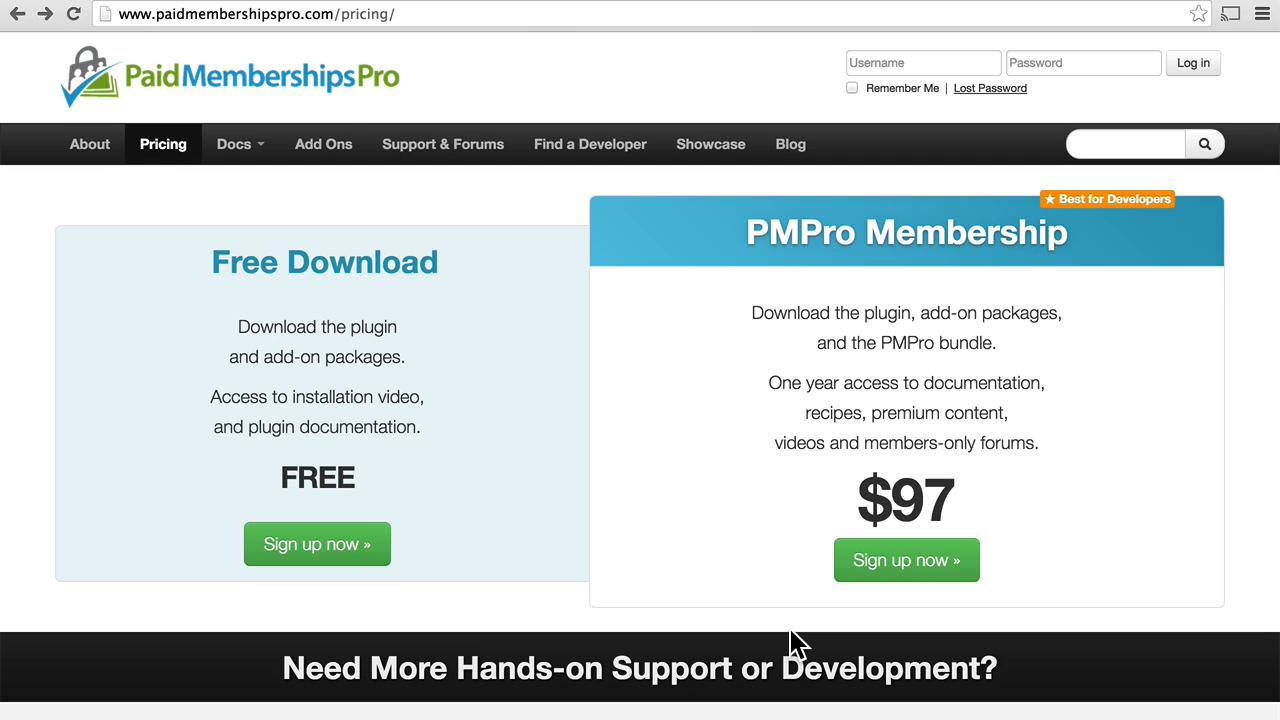 www.paidmembershipspro.com/pricing/
PaidMembershipsPro
Username
Password
Log in
Remember Me | Lost Password
About
Pricing
Docs
Add Ons
Support & Forums
Find a Developer
Showcase
Blog
Free Download
Download the plugin
and add-on packages.
Access to installation video,
and plugin documentation.
FREE
Sign up now »
★ Best for Developers
PMPro Membership
Download the plugin, add-on packages,
and the PMPro bundle.
One year access to documentation,
recipes, premium content,
videos and members-only forums.
$97
Sign up now »
Need More Hands-on Support or Development?